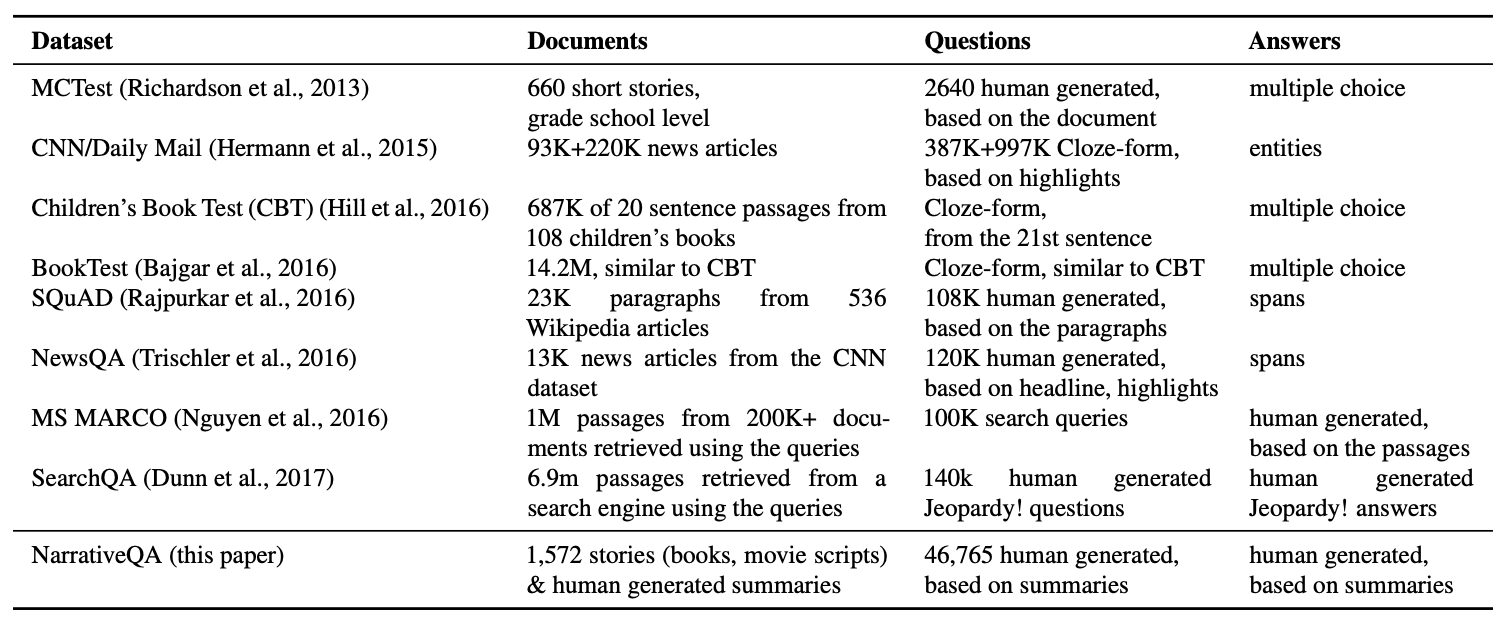 Dataset Documents Questions Answers
MCTest (Richardson et al., 2013) 660 short stories, 2640 human generated, multiple choice
grade school level based on the document
CNN/Daily Mail (Hermann et al., 2015) 93K+220K news articles 387K+997K Cloze-form, entities
based on highlights
Children’s Book Test (CBT) (Hill et al., 2016) 687K of 20 sentence passages from Cloze-form, multiple choice
108 children’s books from the 21st sentence
BookTest (Bajgar et al., 2016) 14.2M, similar to CBT Cloze-form, similar to CBT multiple choice
SQuAD (Rajpurkar et al., 2016) 23K paragraphs from 536 108K human generated, spans
Wikipedia articles based on the paragraphs
NewsQA (Trischler et al., 2016) 13K news articles from the CNN 120K human generated, spans
dataset based on headline, highlights
MS MARCO (Nguyen et al., 2016) 1M passages from 200K+ docu- 100K search queries human generated,
ments retrieved using the queries based on the passages
SearchQA (Dunn et al., 2017) 6.9m passages retrieved from a 140k human generated human generated
search engine using the queries Jeopardy! questions Jeopardy! answers
NarrativeQA (this paper) 1,572 stories (books, movie scripts) 46,765 human generated, human generated,
& human generated summaries based on summaries based on summaries